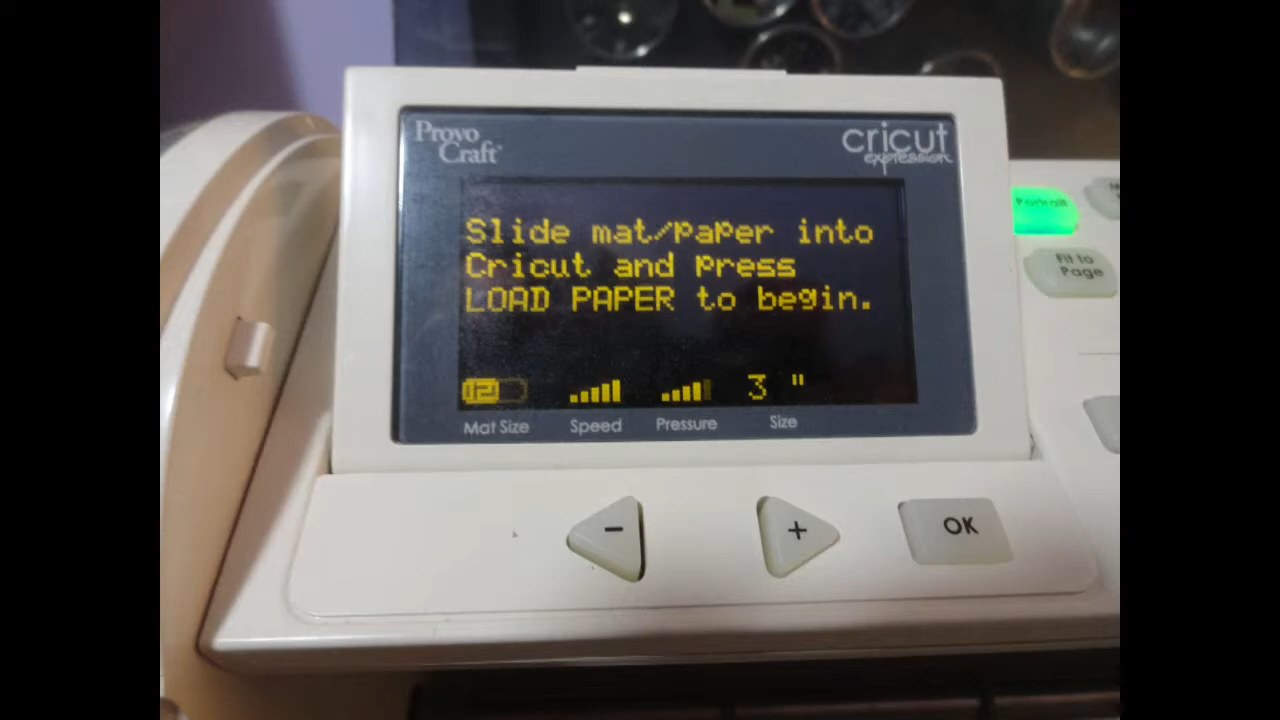 Provo
Craft
cricut
expression
Slide mat/paper into
Cricut and press
LOAD PAPER to begin.
12 3 "
Mat Size Speed Pressure Size
Portrait
Fit to
Page
- + OK